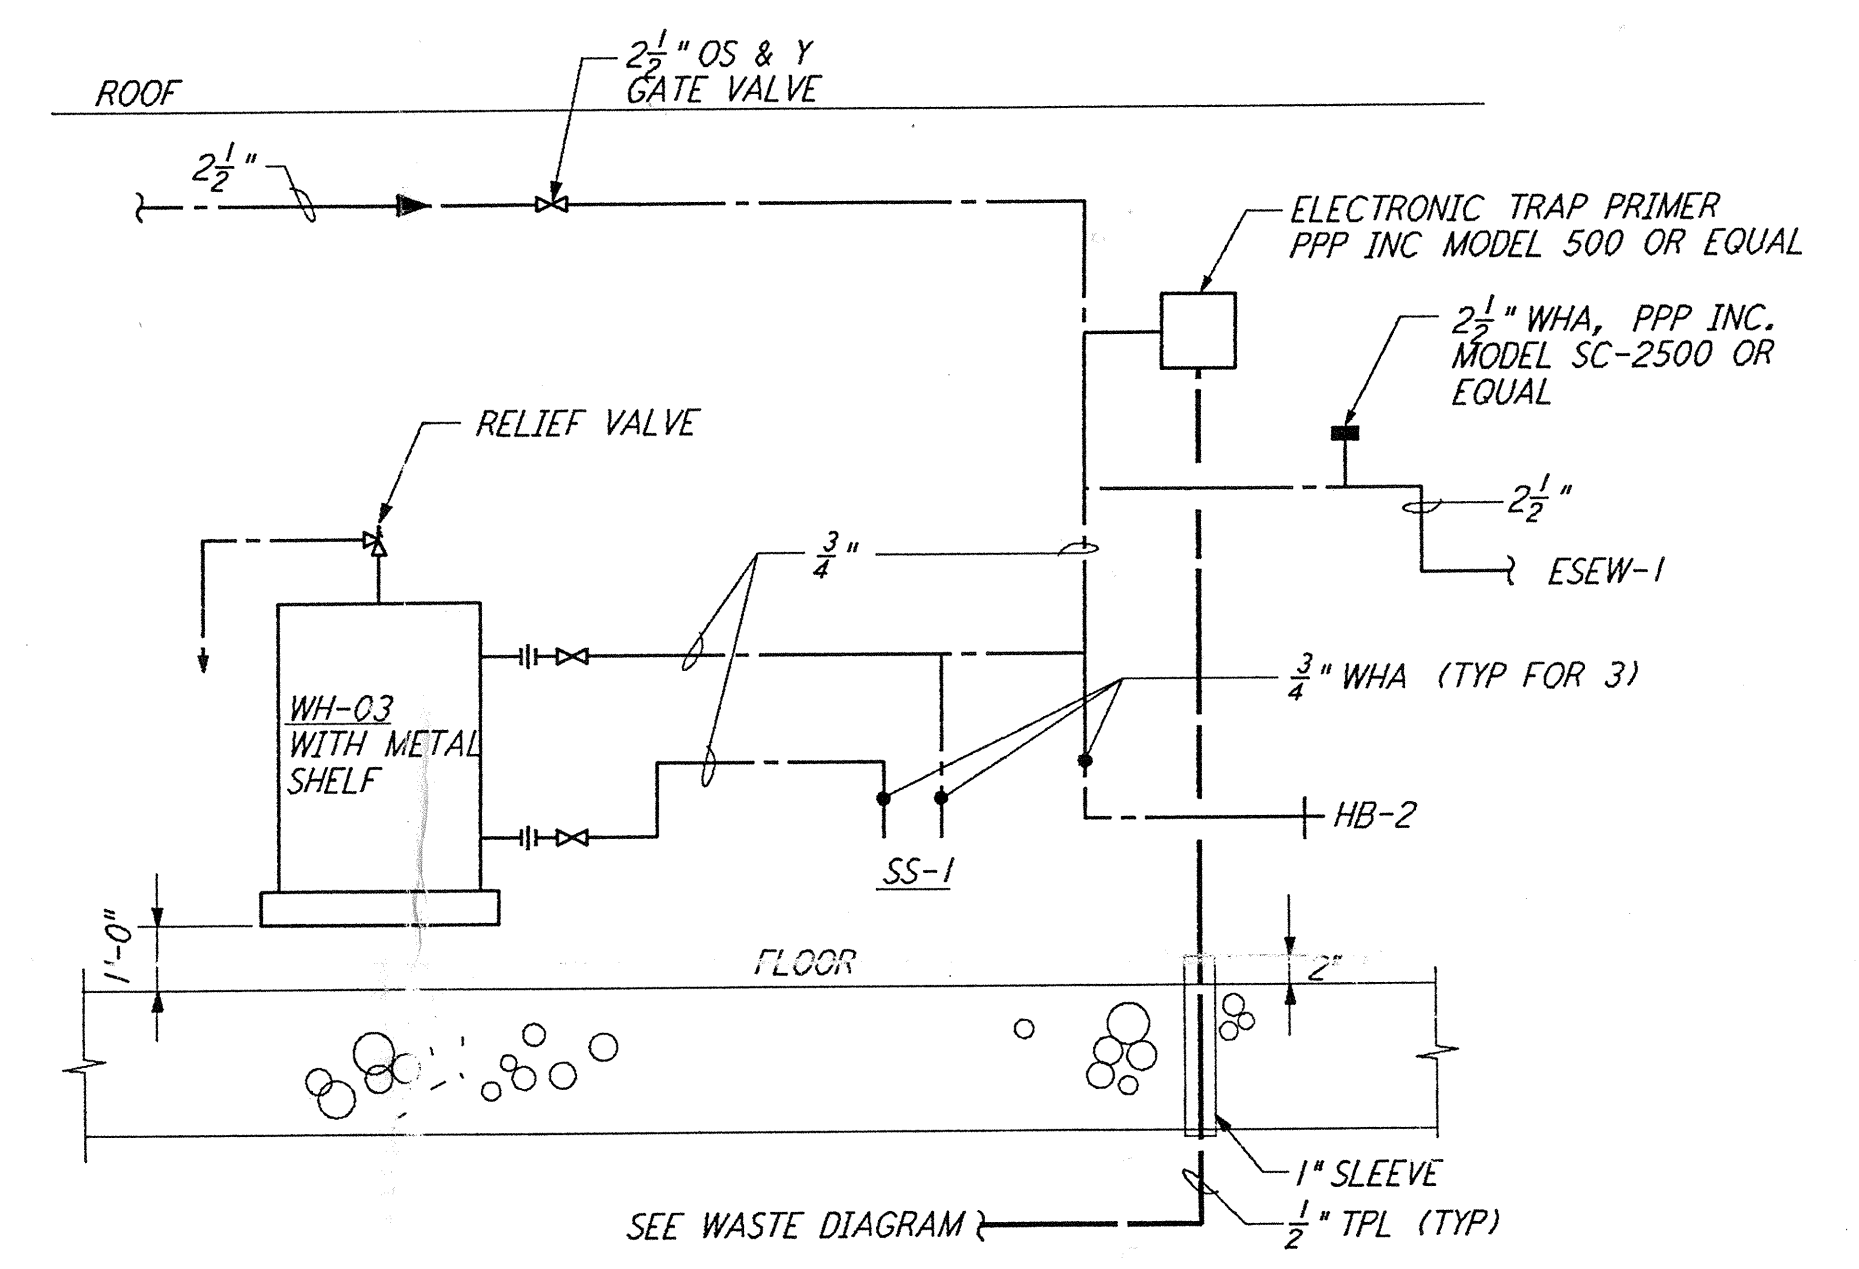 2 1/2" OS & Y
GATE VALVE
ROOF
2 1/2"
ELECTRONIC TRAP PRIMER
PPP INC MODEL 500 OR EQUAL
2 1/2" WHA, PPP INC.
MODEL SC-2500 OR
EQUAL
RELIEF VALVE
2 1/2"
3/4"
ESEW-1
3/4" WHA (TYP FOR 3)
WH-03
WITH METAL
SHELF
HB-2
SS-1
1'-0"
FLOOR
2"
1" SLEEVE
SEE WASTE DIAGRAM
1/2" TPL (TYP)